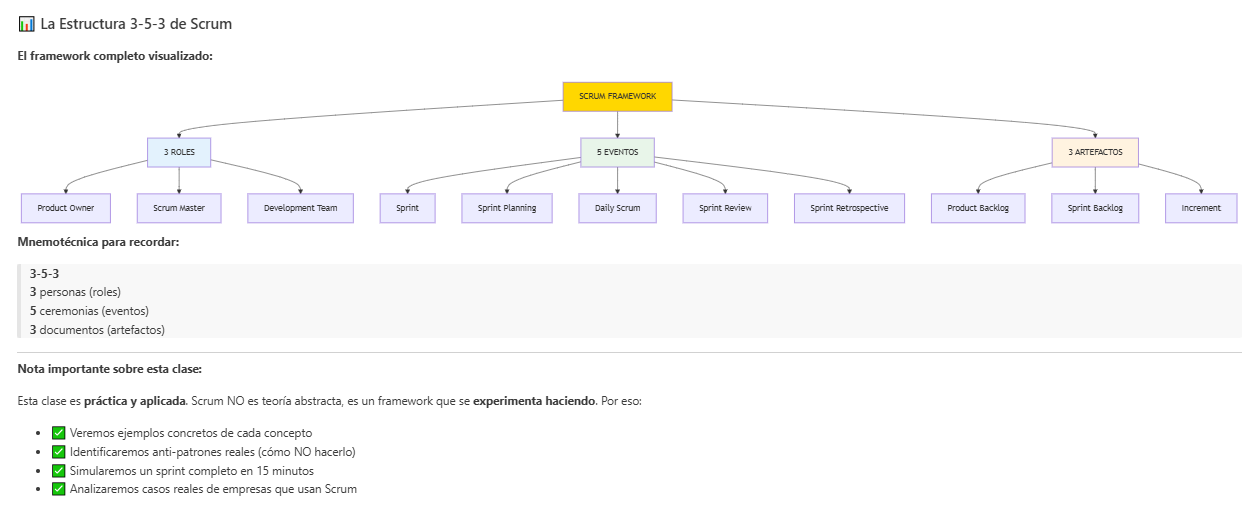 📊 La Estructura 3-5-3 de Scrum
El framework completo visualizado:
SCRUM FRAMEWORK
3 ROLES
5 EVENTOS
3 ARTEFACTOS
Product Owner
Scrum Master
Development Team
Sprint
Sprint Planning
Daily Scrum
Sprint Review
Sprint Retrospective
Product Backlog
Sprint Backlog
Increment
Mnemotécnica para recordar:
3-5-3
3 personas (roles)
5 ceremonias (eventos)
3 documentos (artefactos)
Nota importante sobre esta clase:
Esta clase es práctica y aplicada. Scrum NO es teoría abstracta, es un framework que se experimenta haciendo. Por eso:
• ✅ Veremos ejemplos concretos de cada concepto
• ✅ Identificaremos anti-patrones reales (cómo NO hacerlo)
• ✅ Simularemos un sprint completo en 15 minutos
• ✅ Analizaremos casos reales de empresas que usan Scrum